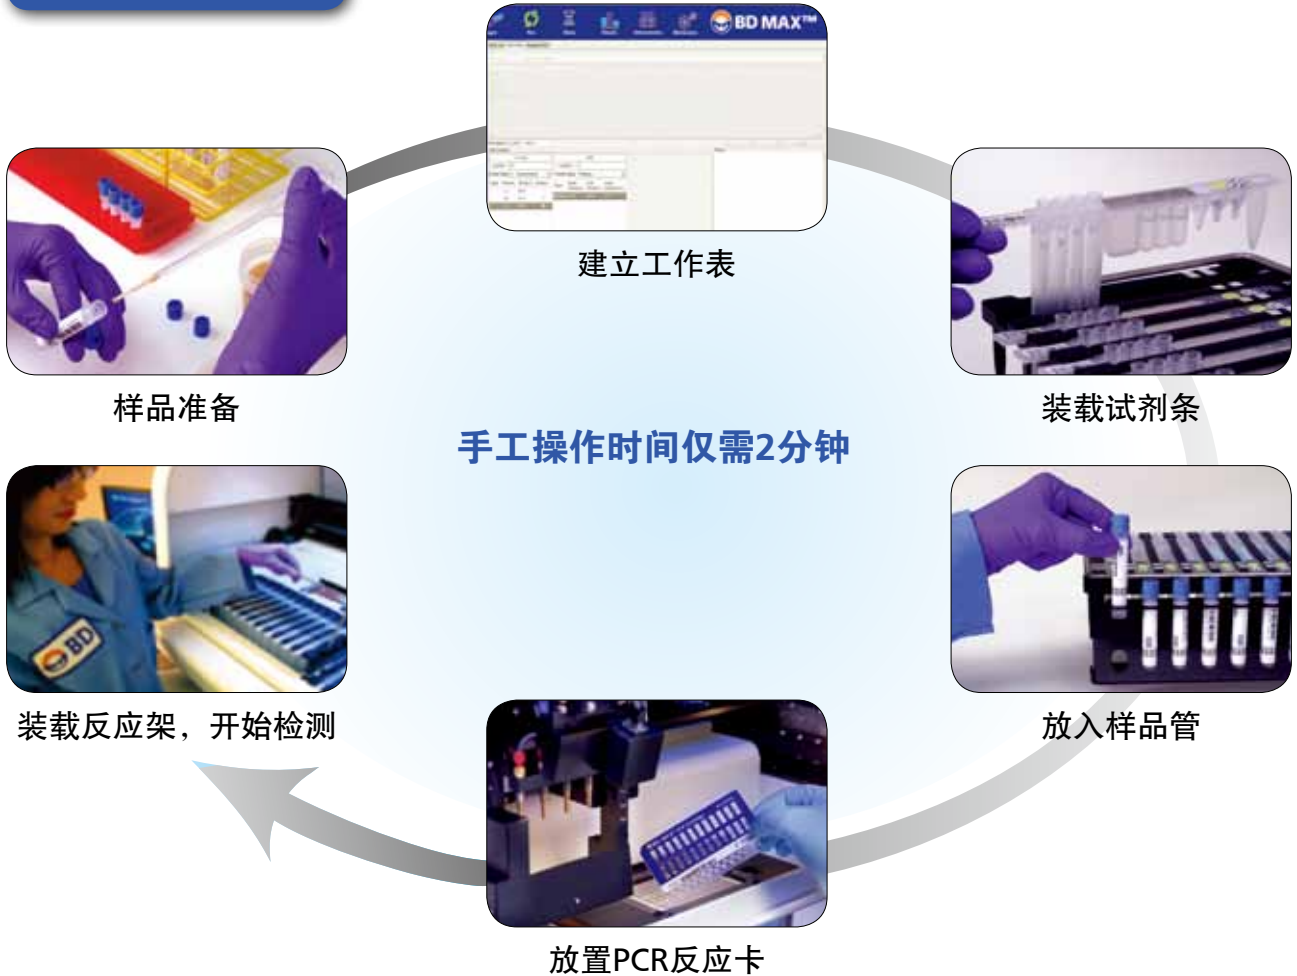 BD MAX™
建立工作表
样品准备
装载试剂条
手工操作时间仅需2分钟
BD
装载反应架，开始检测
放入样品管
放置PCR反应卡